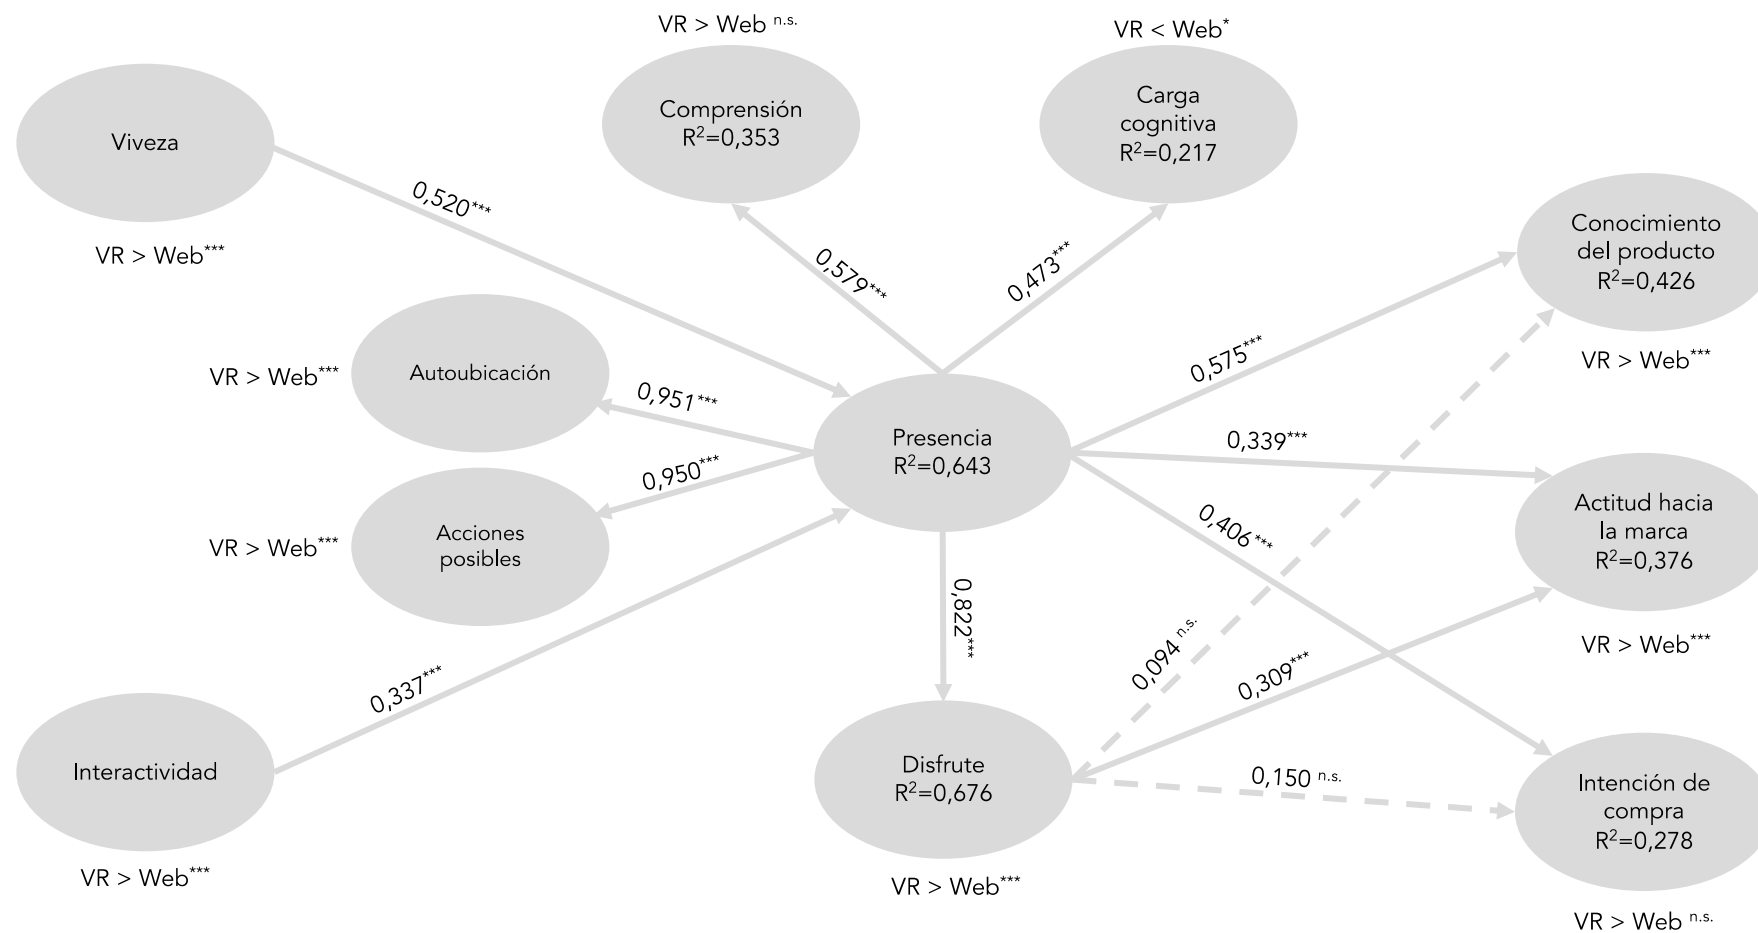 VR > Web n.s.
VR < Web*
Viveza
Comprensión
R²=0,353
Carga
cognitiva
R²=0,217
0,520***
VR > Web***
0,579***
0,473***
Conocimiento
del producto
R²=0,426
VR > Web***
VR > Web***
Autoubicación
0,951***
0,575***
Presencia
R²=0,643
0,339***
0,950***
VR > Web***
Acciones
posibles
0,406***
Actitud hacia
la marca
R²=0,376
VR > Web***
0,822***
0,094 n.s.
0,337***
0,309***
Interactividad
VR > Web***
Disfrute
R²=0,676
VR > Web***
0,150 n.s.
Intención de
compra
R²=0,278
VR > Web n.s.